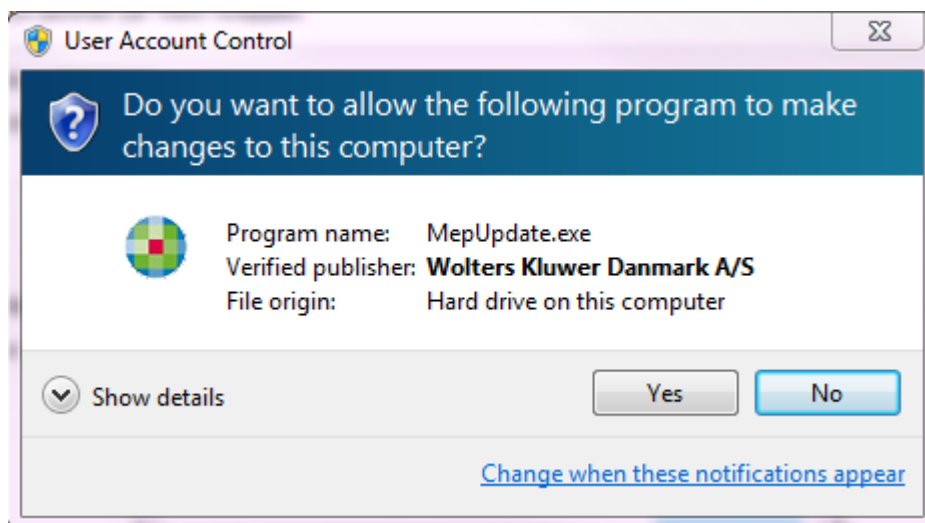 User Account Control
Do you want to allow the following program to make
changes to this computer?
Program name: MepUpdate.exe
Verified publisher: Wolters Kluwer Danmark A/S
File origin: Hard drive on this computer
Show details
Yes
No
Change when these notifications appear